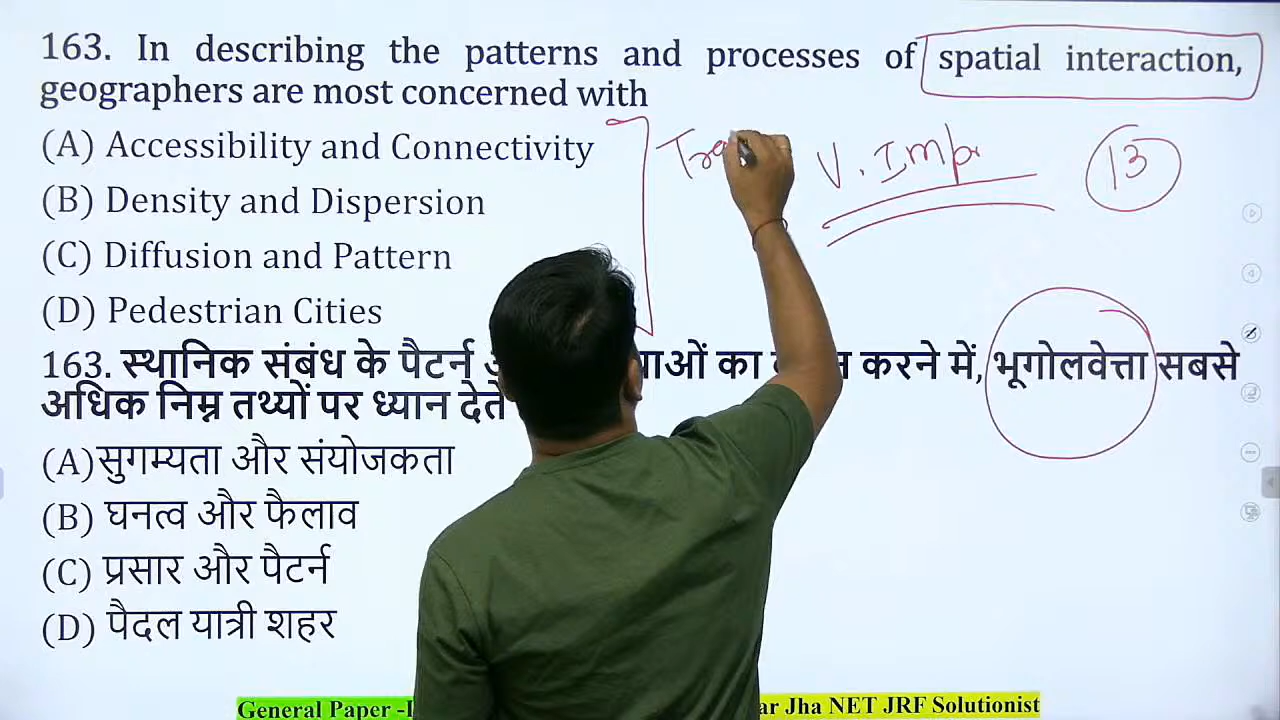 163. In describing the patterns and processes of spatial interaction,
geographers are most concerned with
(A) Accessibility and Connectivity
(B) Density and Dispersion
(C) Diffusion and Pattern
(D) Pedestrian Cities
Tra
V. Imp
13
163. स्थानिक संबंध के पैटर्न का करने में, भूगोलवेत्ता सबसे
अधिक निम्न तथ्यों पर ध्यान देते
(A)सुगम्यता और संयोजकता
(B) घनत्व और फैलाव
(C) प्रसार और पैटर्न
(D) पैदल यात्री शहर
General Paper -I
ar Jha NET JRF Solutionist